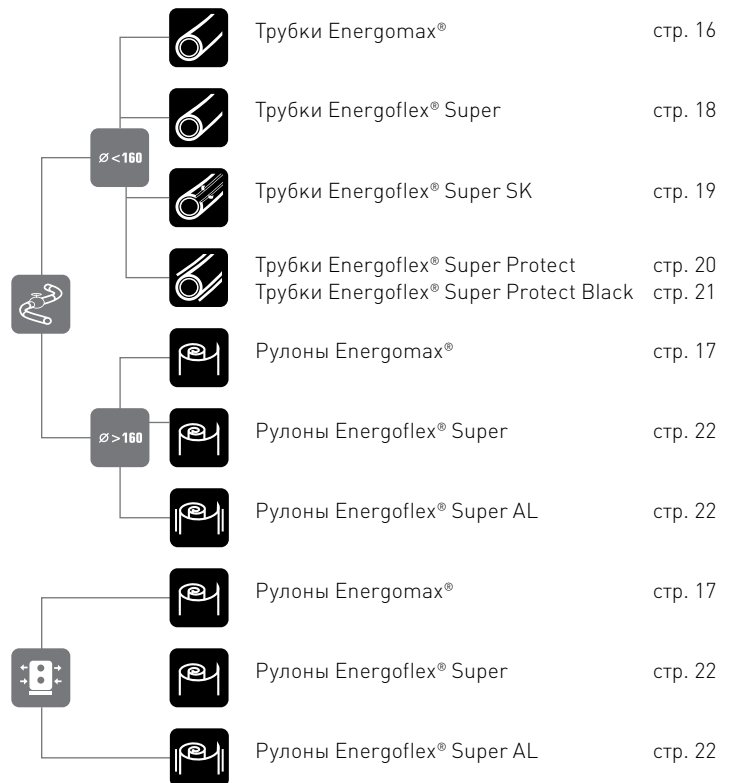 Трубки Energomax® стр. 16
Трубки Energoflex® Super стр. 18
ø<160
Трубки Energoflex® Super SK стр. 19
Трубки Energoflex® Super Protect стр. 20
Трубки Energoflex® Super Protect Black стр. 21
Рулоны Energomax® стр. 17
ø>160
Рулоны Energoflex® Super стр. 22
Рулоны Energoflex® Super AL стр. 22
Рулоны Energomax® стр. 17
Рулоны Energoflex® Super стр. 22
Рулоны Energoflex® Super AL стр. 22